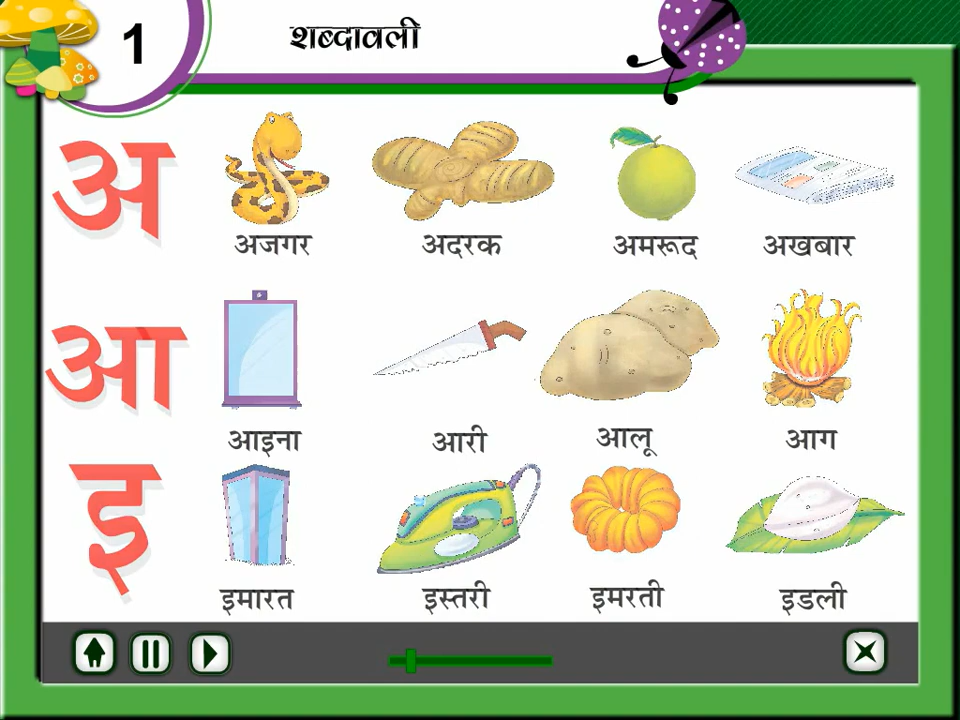 1
शब्दावली
अ
अजगर
अदरक
अमरूद
अखबार
आ
आइना
आरी
आलू
आग
इ
इमारत
इस्तरी
इमरती
इडली